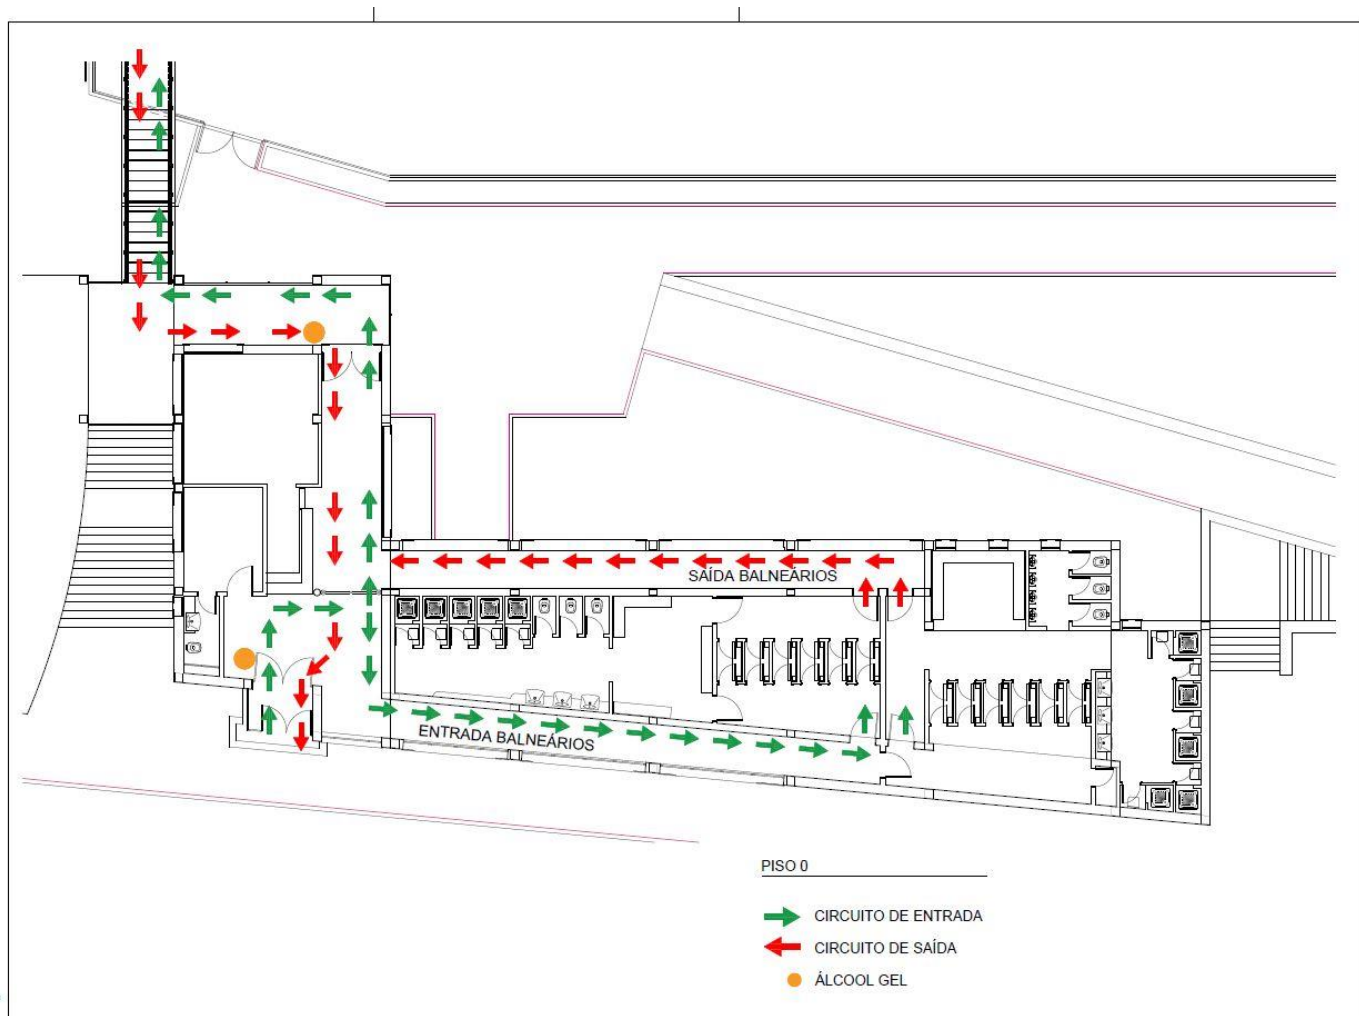 SAÍDA BALNEÁRIOS
ENTRADA BALNEÁRIOS
PISO 0
CIRCUITO DE ENTRADA
CIRCUITO DE SAÍDA
ÁLCOOL GEL